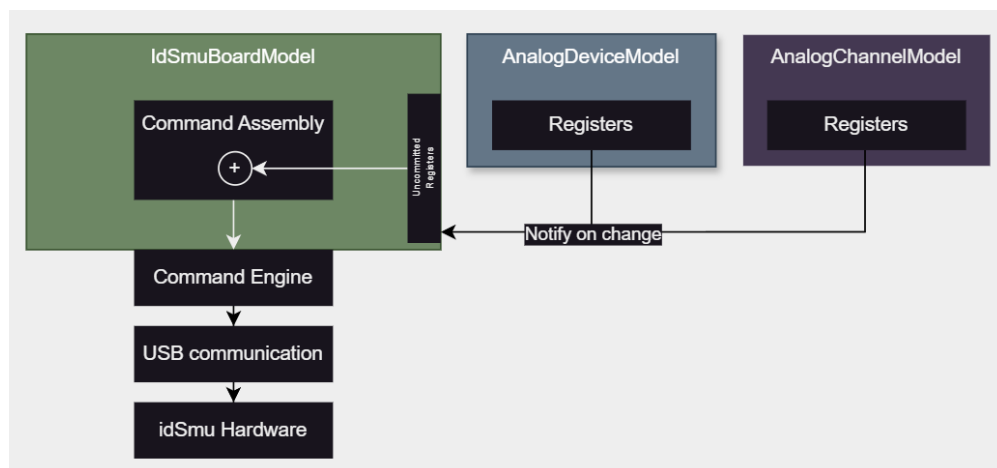 IdSmuBoardModel
AnalogDeviceModel
AnalogChannelModel
Command Assembly
+
Registers
Registers
Uncommitted
Registers
Notify on change
Command Engine
USB communication
idSmu Hardware